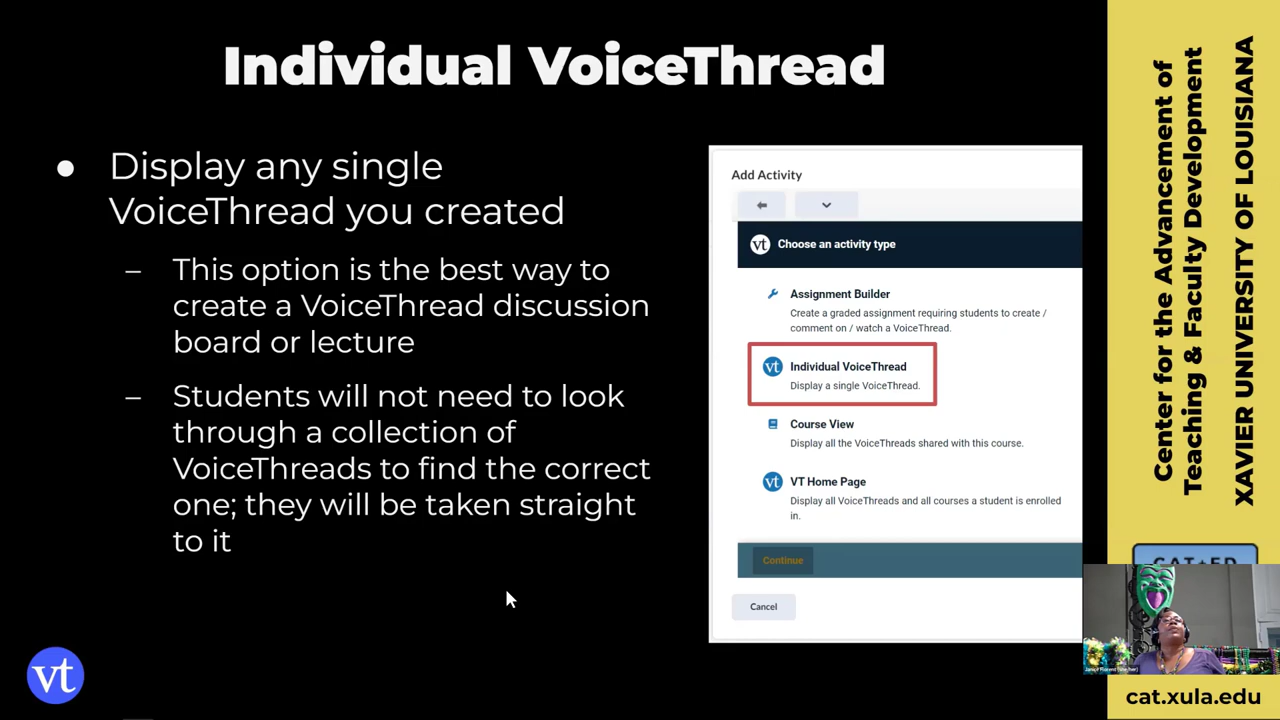 Individual VoiceThread
● Display any single
VoiceThread you created
– This option is the best way to
create a VoiceThread discussion
board or lecture
– Students will not need to look
through a collection of
VoiceThreads to find the correct
one; they will be taken straight
to it
vt
Add Activity
vt Choose an activity type
Assignment Builder
Create a graded assignment requiring students to create /
comment on / watch a VoiceThread.
vt Individual VoiceThread
Display a single VoiceThread.
Course View
Display all the VoiceThreads shared with this course.
vt VT Home Page
Display all VoiceThreads and all courses a student is enrolled
in.
Continue
Cancel
Center for the Advancement of
Teaching & Faculty Development
XAVIER UNIVERSITY OF LOUISIANA
CAT+ED
cat.xula.edu